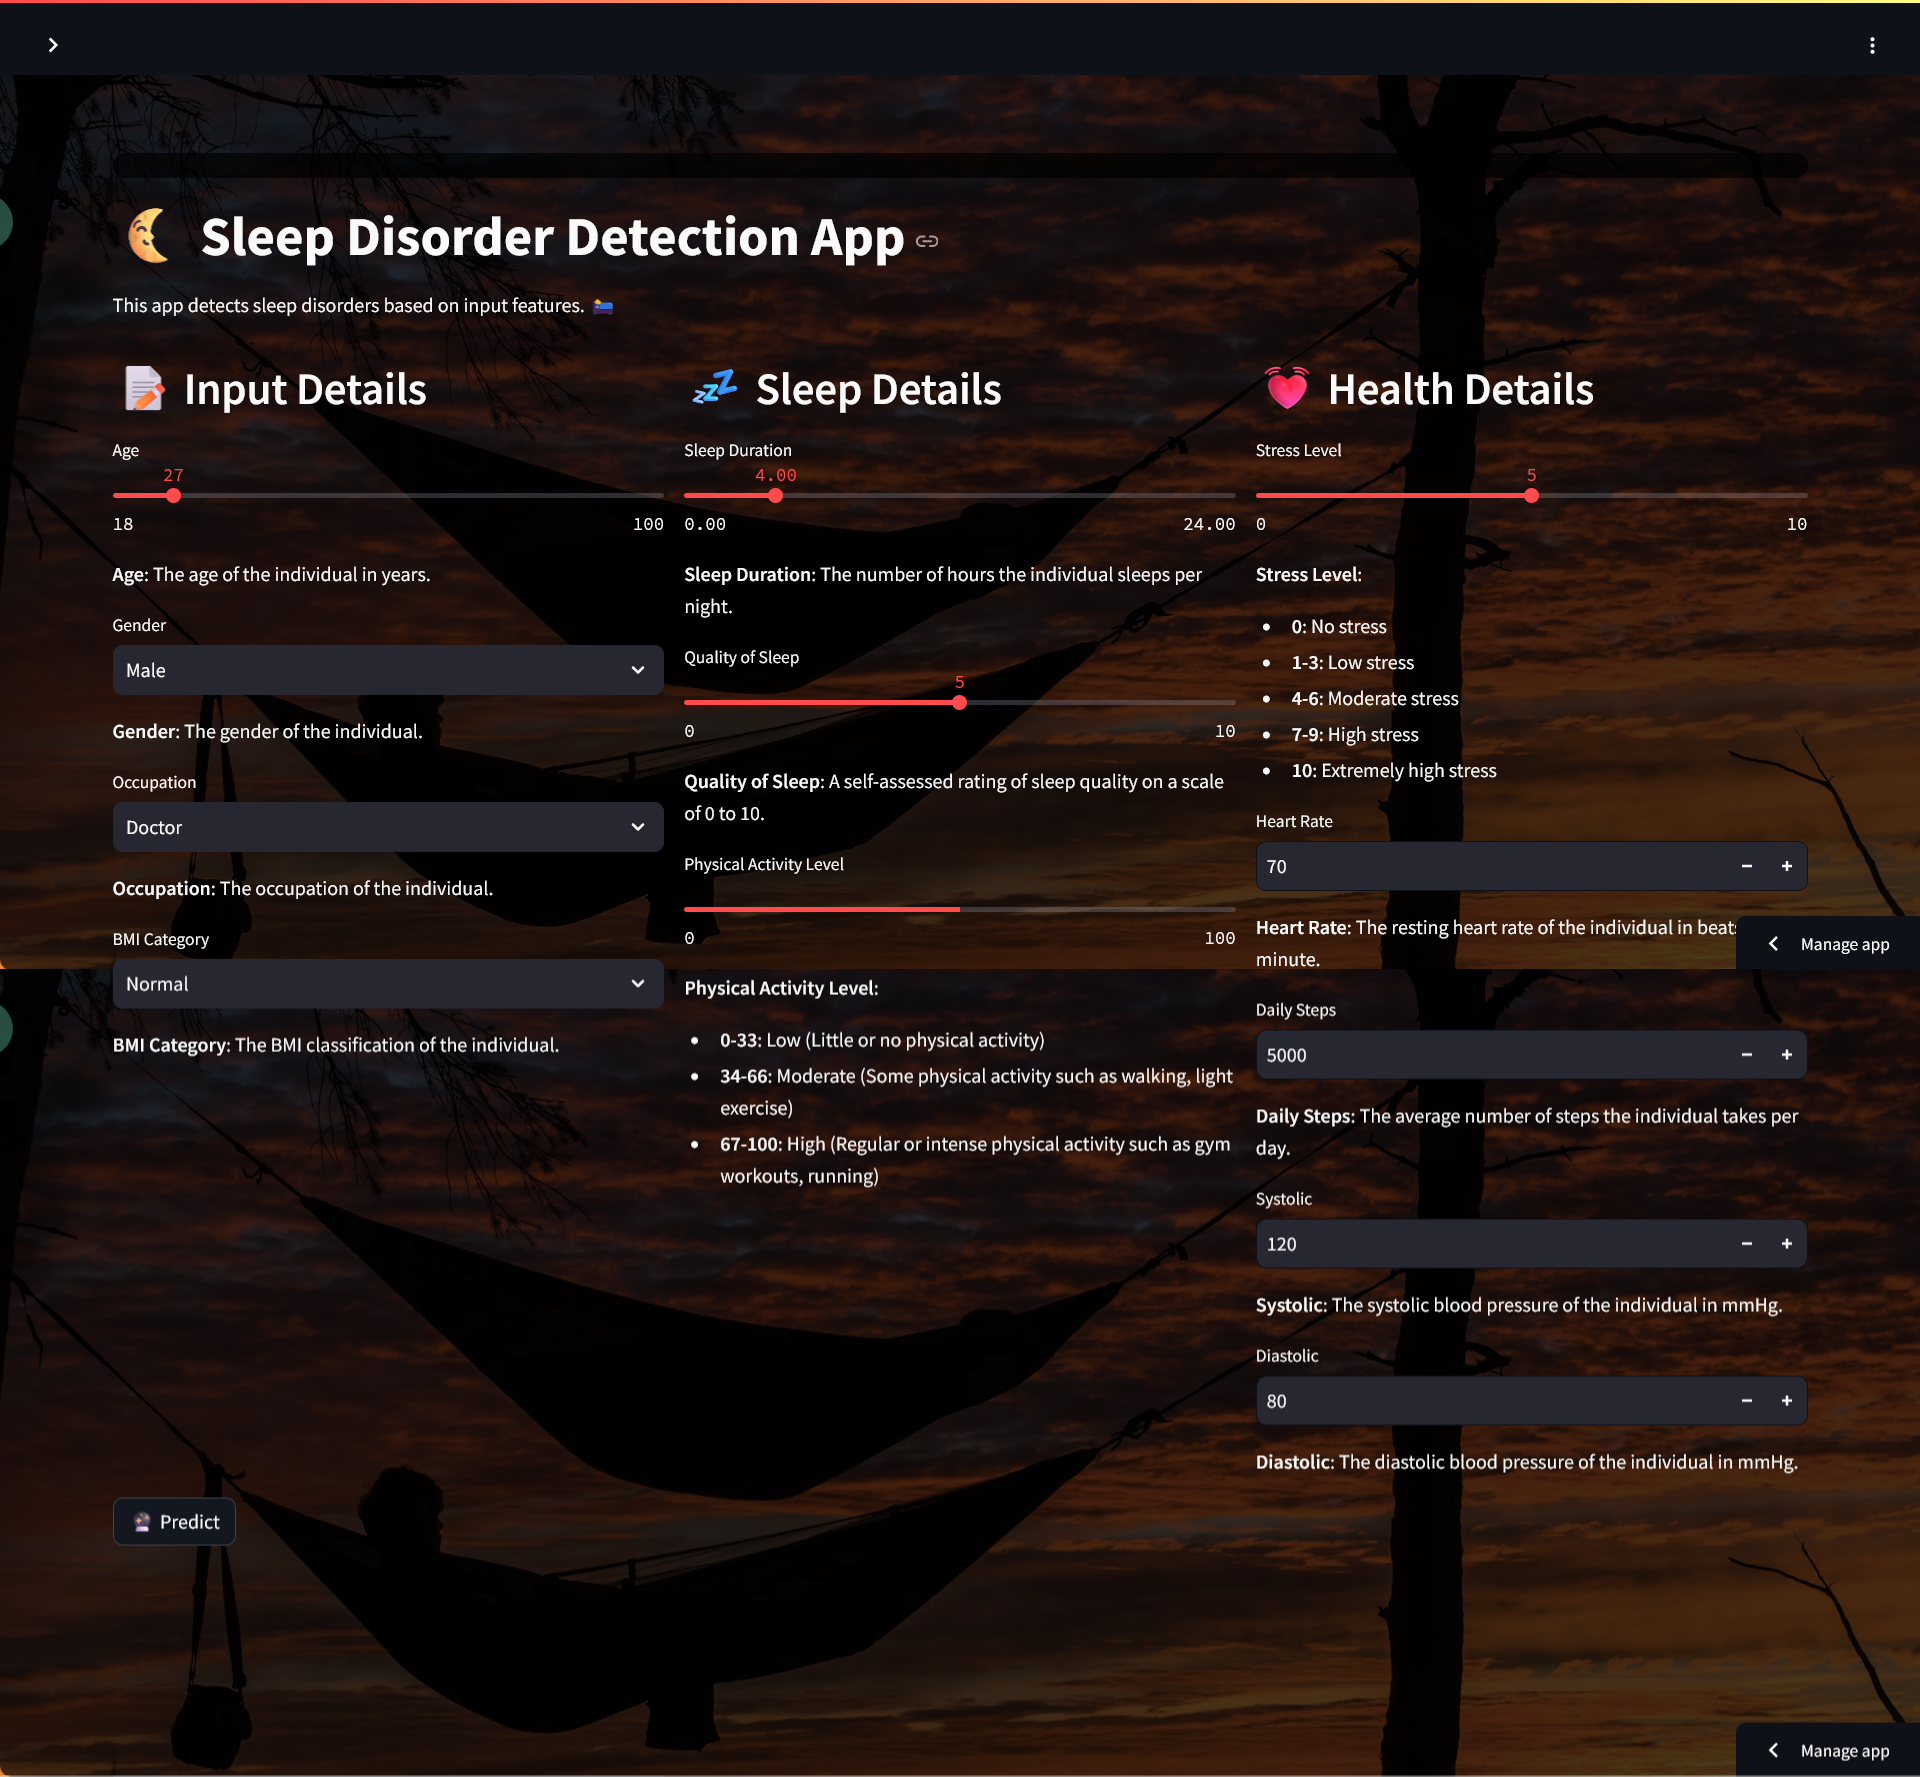 Sleep Disorder Detection App
This app detects sleep disorders based on input features.
Input Details
Age
27
18 100
Age: The age of the individual in years.
Gender
Male
Gender: The gender of the individual.
Occupation
Doctor
Occupation: The occupation of the individual.
BMI Category
Normal
BMI Category: The BMI classification of the individual.
Predict
Sleep Details
Sleep Duration
4.00
0.00 24.00
Sleep Duration: The number of hours the individual sleeps per
night.
Quality of Sleep
5
0 10
Quality of Sleep: A self-assessed rating of sleep quality on a scale
of 0 to 10.
Physical Activity Level
0 100
Physical Activity Level:
0-33: Low (Little or no physical activity)
34-66: Moderate (Some physical activity such as walking, light
exercise)
67-100: High (Regular or intense physical activity such as gym
workouts, running)
Health Details
Stress Level
5
0 10
Stress Level:
0: No stress
1-3: Low stress
4-6: Moderate stress
7-9: High stress
10: Extremely high stress
Heart Rate
70
Heart Rate: The resting heart rate of the individual in beats
minute.
Manage app
Daily Steps
5000
Daily Steps: The average number of steps the individual takes per
day.
Systolic
120
Systolic: The systolic blood pressure of the individual in mmHg.
Diastolic
80
Diastolic: The diastolic blood pressure of the individual in mmHg.
Manage app